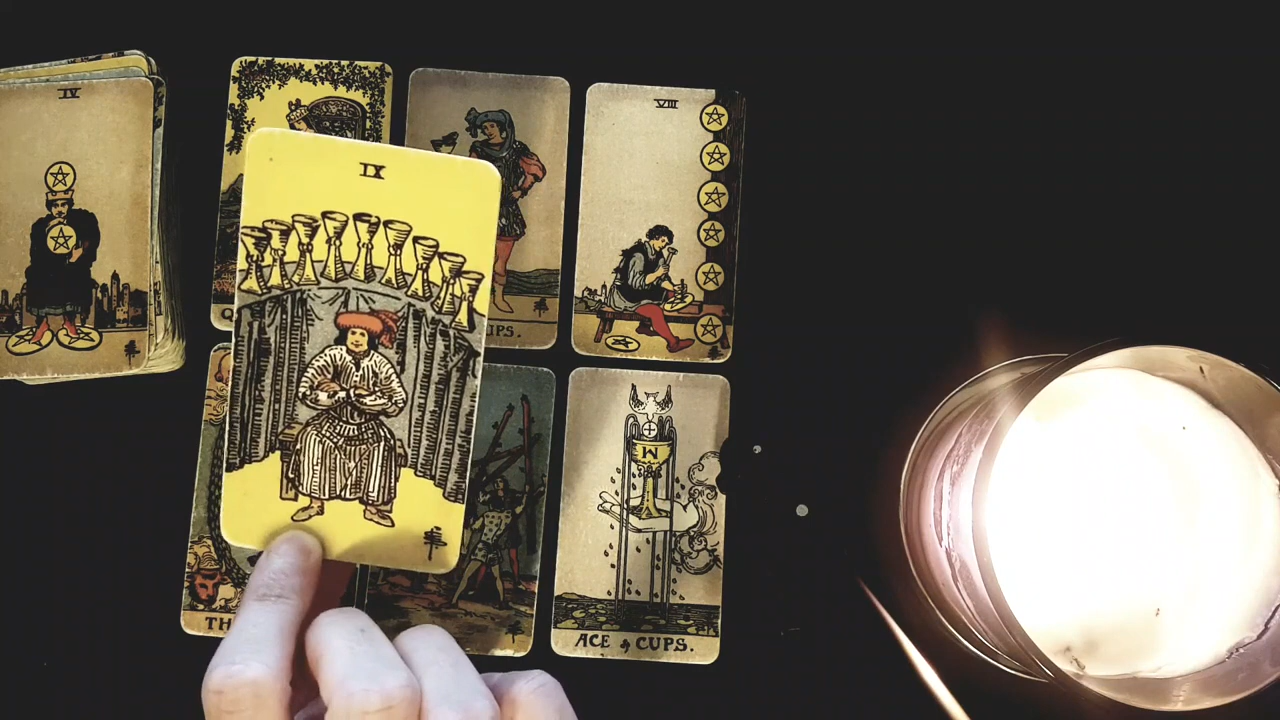 IV
VIII
IX
Q
UPS.
TH
ACE of CUPS.
M